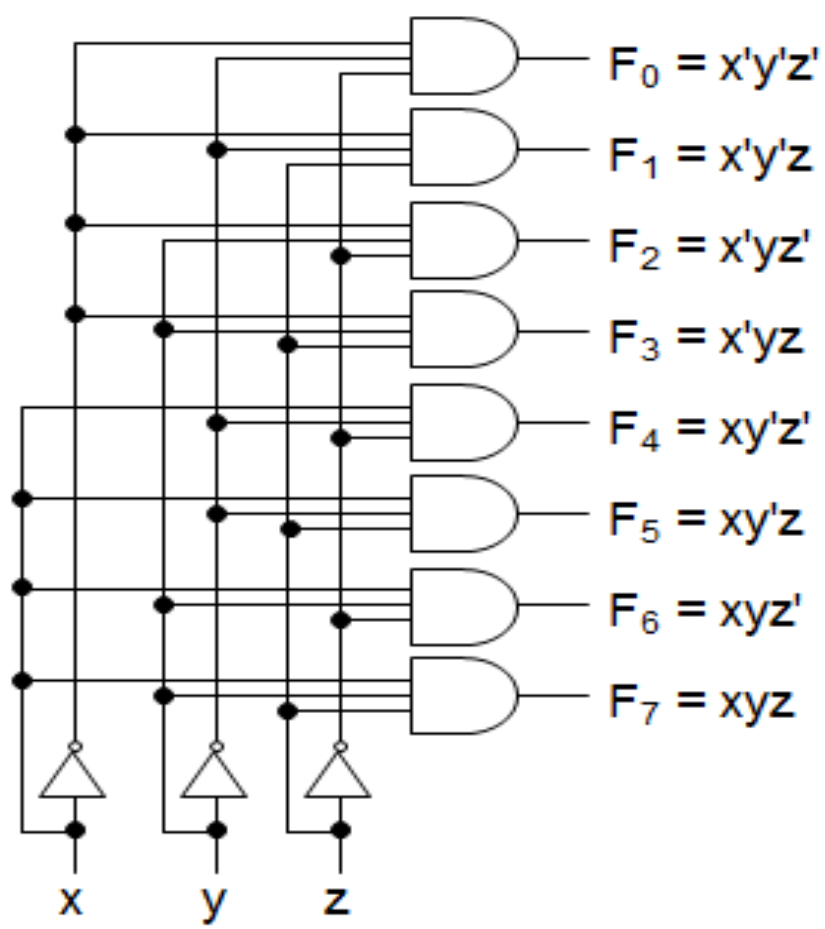 F₀ = x'y'z'
F₁ = x'y'z
F₂ = x'yz'
F₃ = x'yz
F₄ = xy'z'
F₅ = xy'z
F₆ = xyz'
F₇ = xyz
x y z